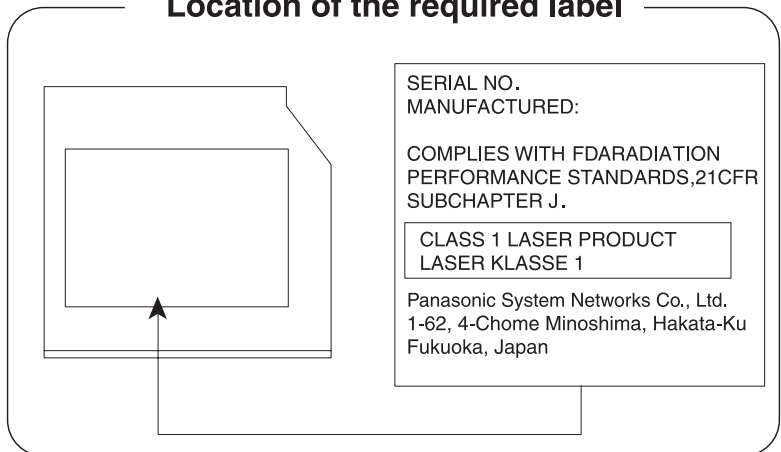 Location of the required label
SERIAL NO.
MANUFACTURED:
COMPLIES WITH FDARADIATION
PERFORMANCE STANDARDS,21CFR
SUBCHAPTER J.
CLASS 1 LASER PRODUCT
LASER KLASSE 1
Panasonic System Networks Co., Ltd.
1-62, 4-Chome Minoshima, Hakata-Ku
Fukuoka, Japan